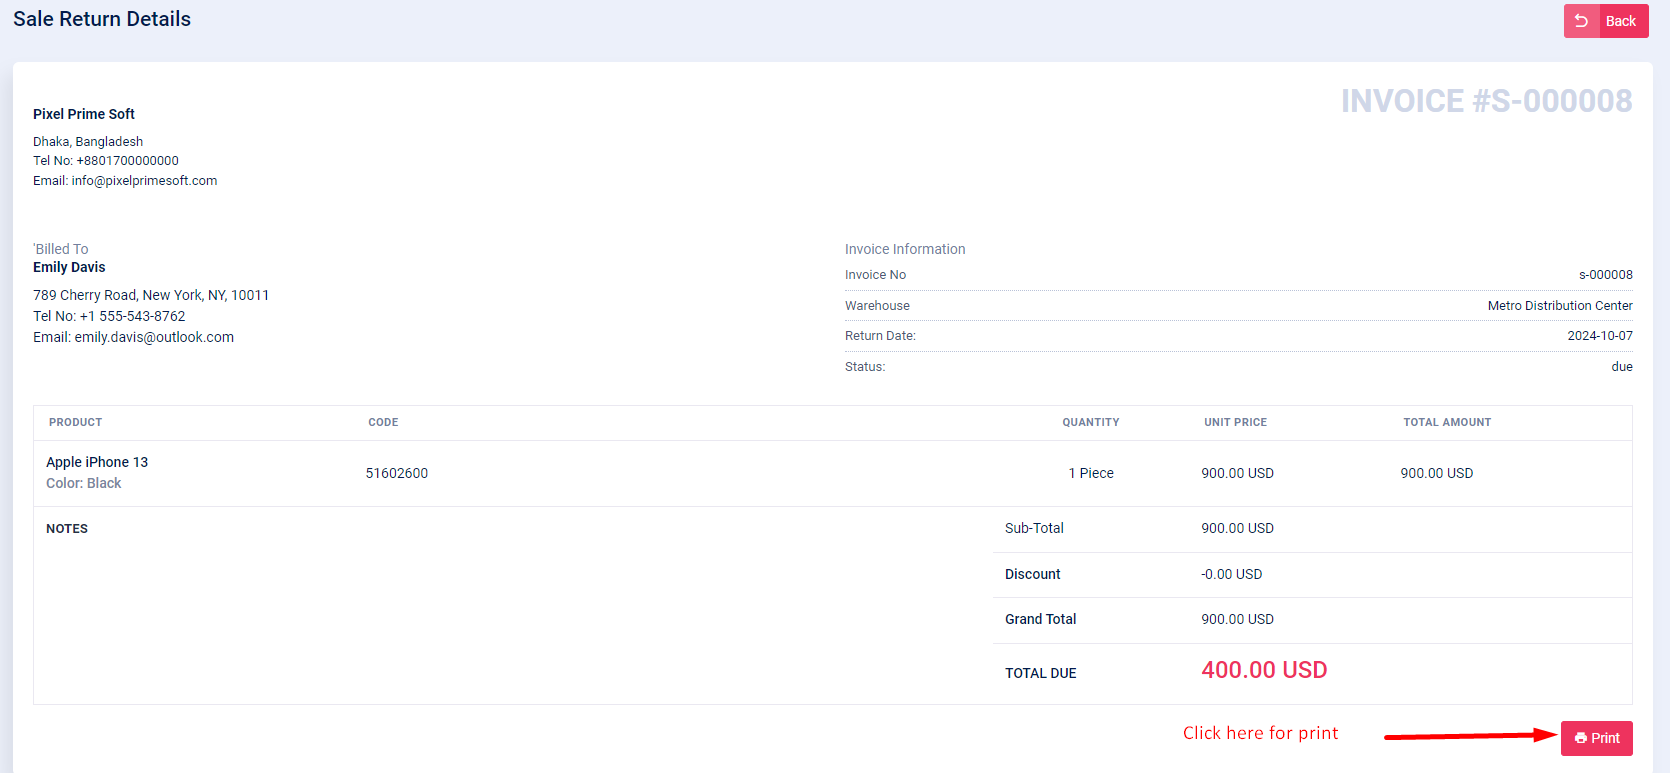 Sale Return Details
Back
INVOICE #S-000008
Pixel Prime Soft
Dhaka, Bangladesh
Tel No: +8801700000000
Email: info@pixelprimesoft.com
'Billed To
Emily Davis
789 Cherry Road, New York, NY, 10011
Tel No: +1 555-543-8762
Email: emily.davis@outlook.com
Invoice Information
Invoice No s-000008
Warehouse Metro Distribution Center
Return Date: 2024-10-07
Status: due
PRODUCT CODE QUANTITY UNIT PRICE TOTAL AMOUNT
Apple iPhone 13
Color: Black
51602600 1 Piece 900.00 USD 900.00 USD
NOTES
Sub-Total 900.00 USD
Discount -0.00 USD
Grand Total 900.00 USD
TOTAL DUE 400.00 USD
Click here for print
Print